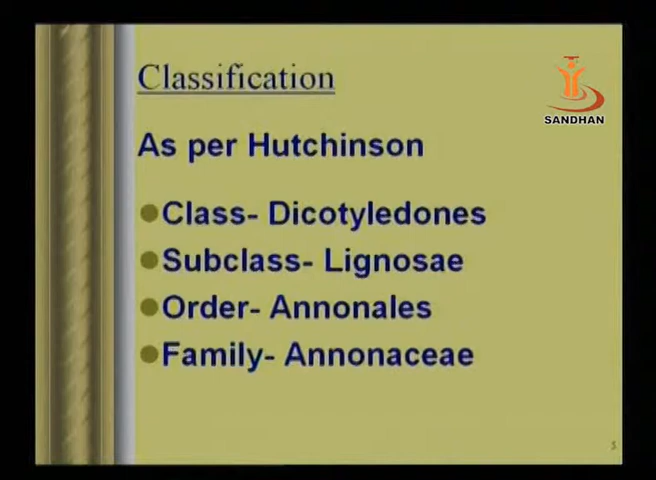 Classification
SANDHAN
As per Hutchinson
Class- Dicotyledones
Subclass- Lignosae
Order- Annonales
Family- Annonaceae
5